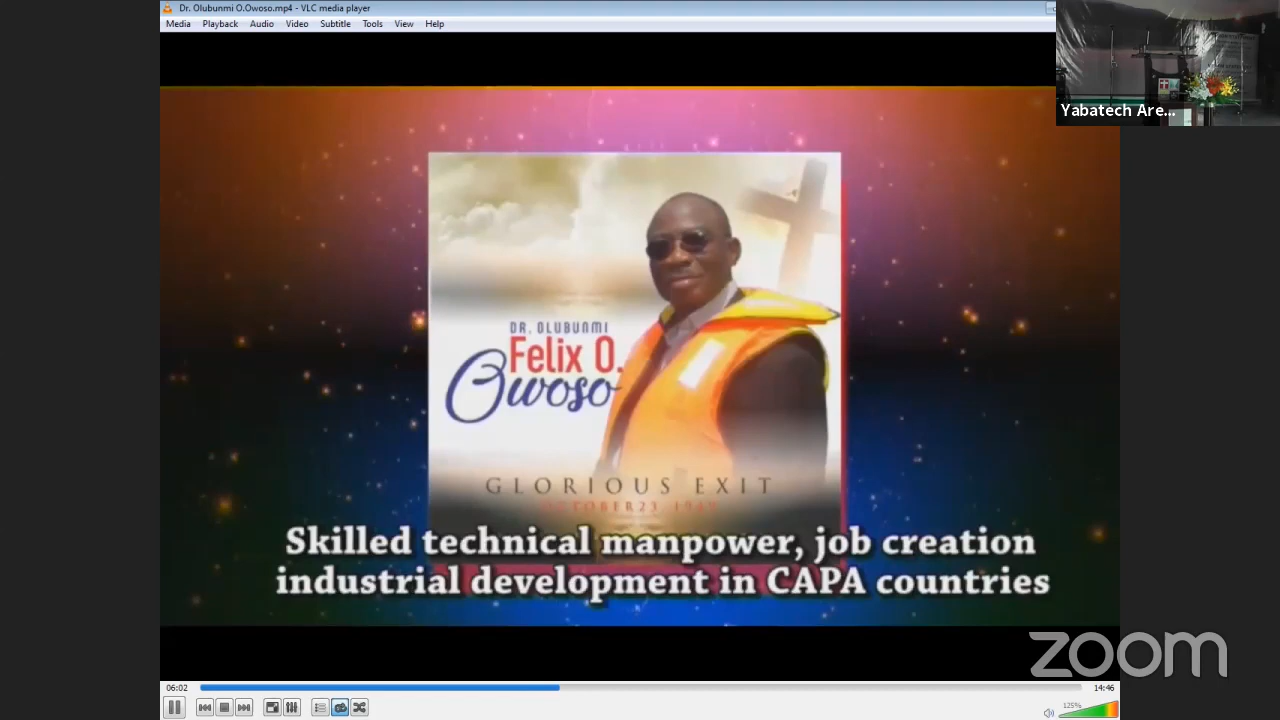 Dr. Olubunmi O.Owoso.mp4 - VLC media player
Media Playback Audio Video Subtitle Tools View Help
Yabatech Are...
DR. OLUBUNMI
Felix O.
Owoso
GLORIOUS EXIT
Skilled technical manpower, job creation
industrial development in CAPA countries
zoom
06:02
14:46
125%